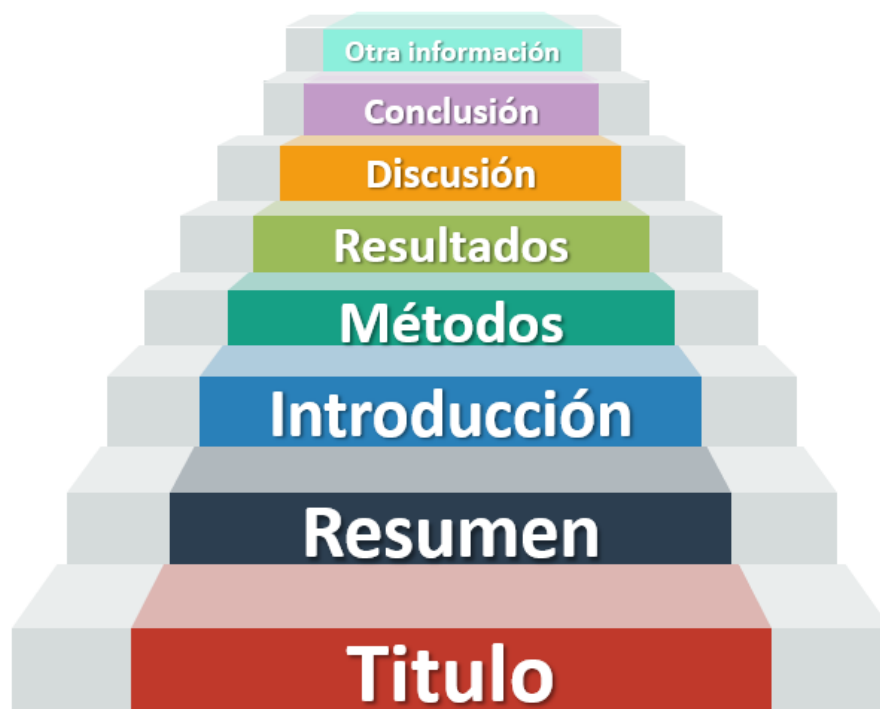 Otra información
Conclusión
Discusión
Resultados
Métodos
Introducción
Resumen
Titulo